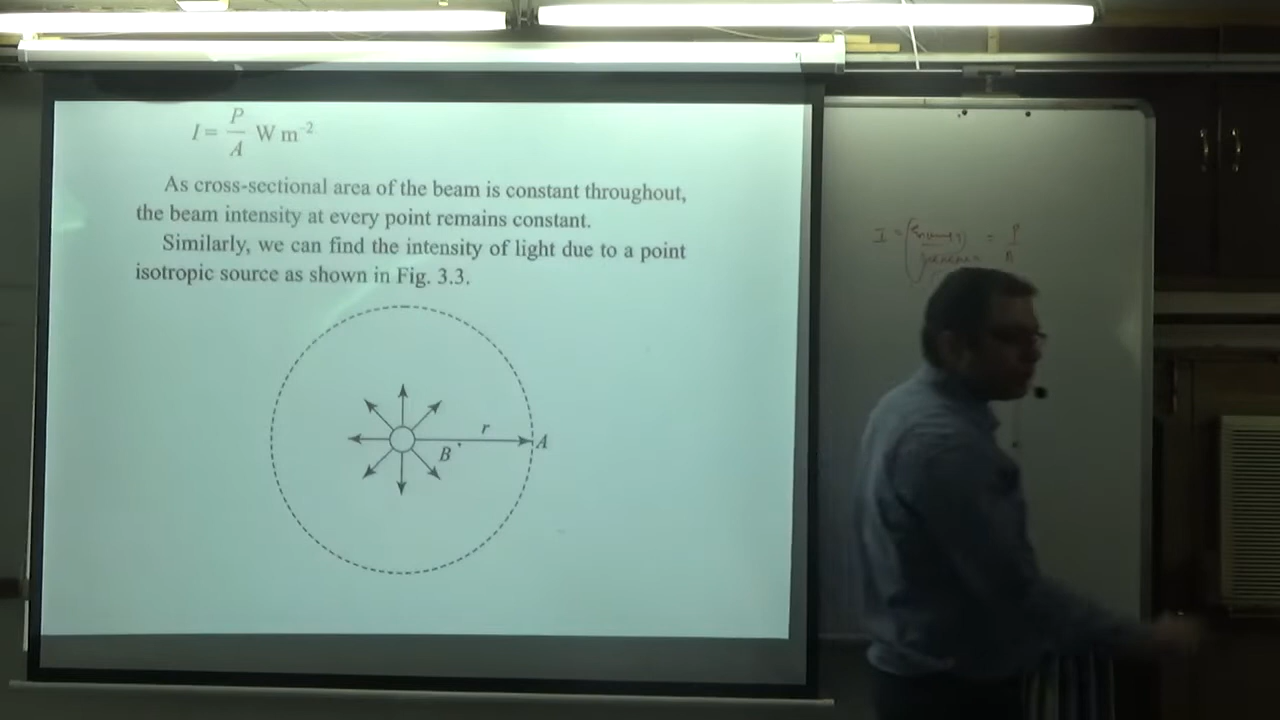 I = P/A W m⁻²
As cross-sectional area of the beam is constant throughout,
the beam intensity at every point remains constant.
Similarly, we can find the intensity of light due to a point
isotropic source as shown in Fig. 3.3.
r
B
A
I = =